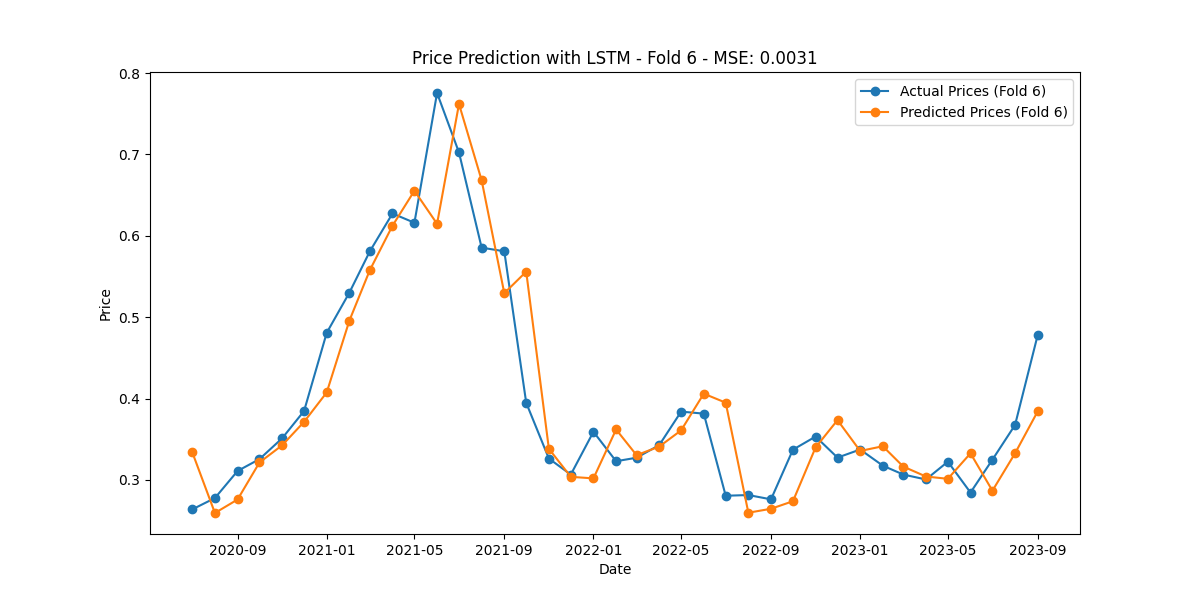 Price Prediction with LSTM - Fold 6 - MSE: 0.0031
Actual Prices (Fold 6)
Predicted Prices (Fold 6)
0.8
0.7
0.6
0.5
0.4
0.3
Price
2020-09 2021-01 2021-05 2021-09 2022-01 2022-05 2022-09 2023-01 2023-05 2023-09
Date